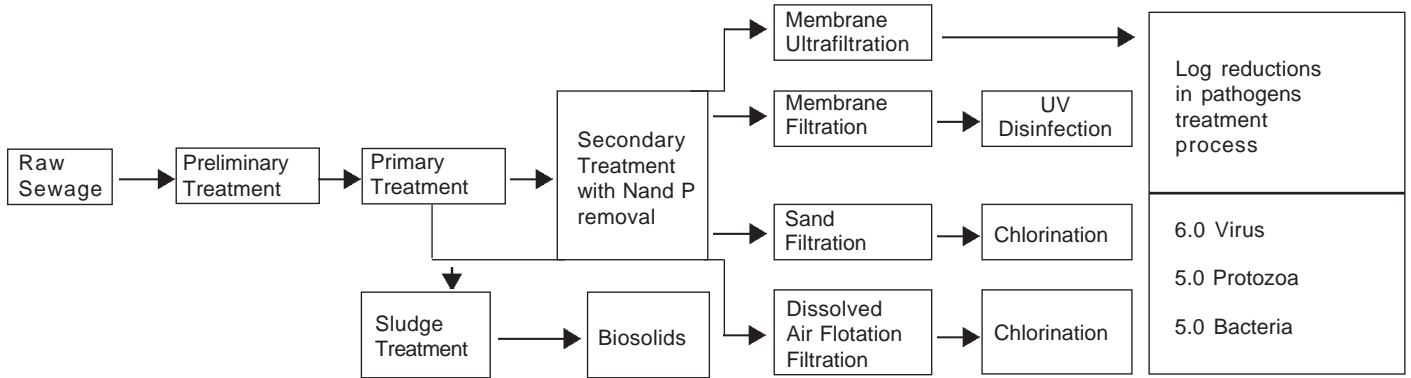 Raw
Sewage
Preliminary
Treatment
Primary
Treatment
Sludge
Treatment
Biosolids
Secondary
Treatment
with Nand P
removal
Membrane
Ultrafiltration
Membrane
Filtration
UV
Disinfection
Sand
Filtration
Chlorination
Dissolved
Air Flotation
Filtration
Chlorination
Log reductions
in pathogens
treatment
process
6.0 Virus
5.0 Protozoa
5.0 Bacteria